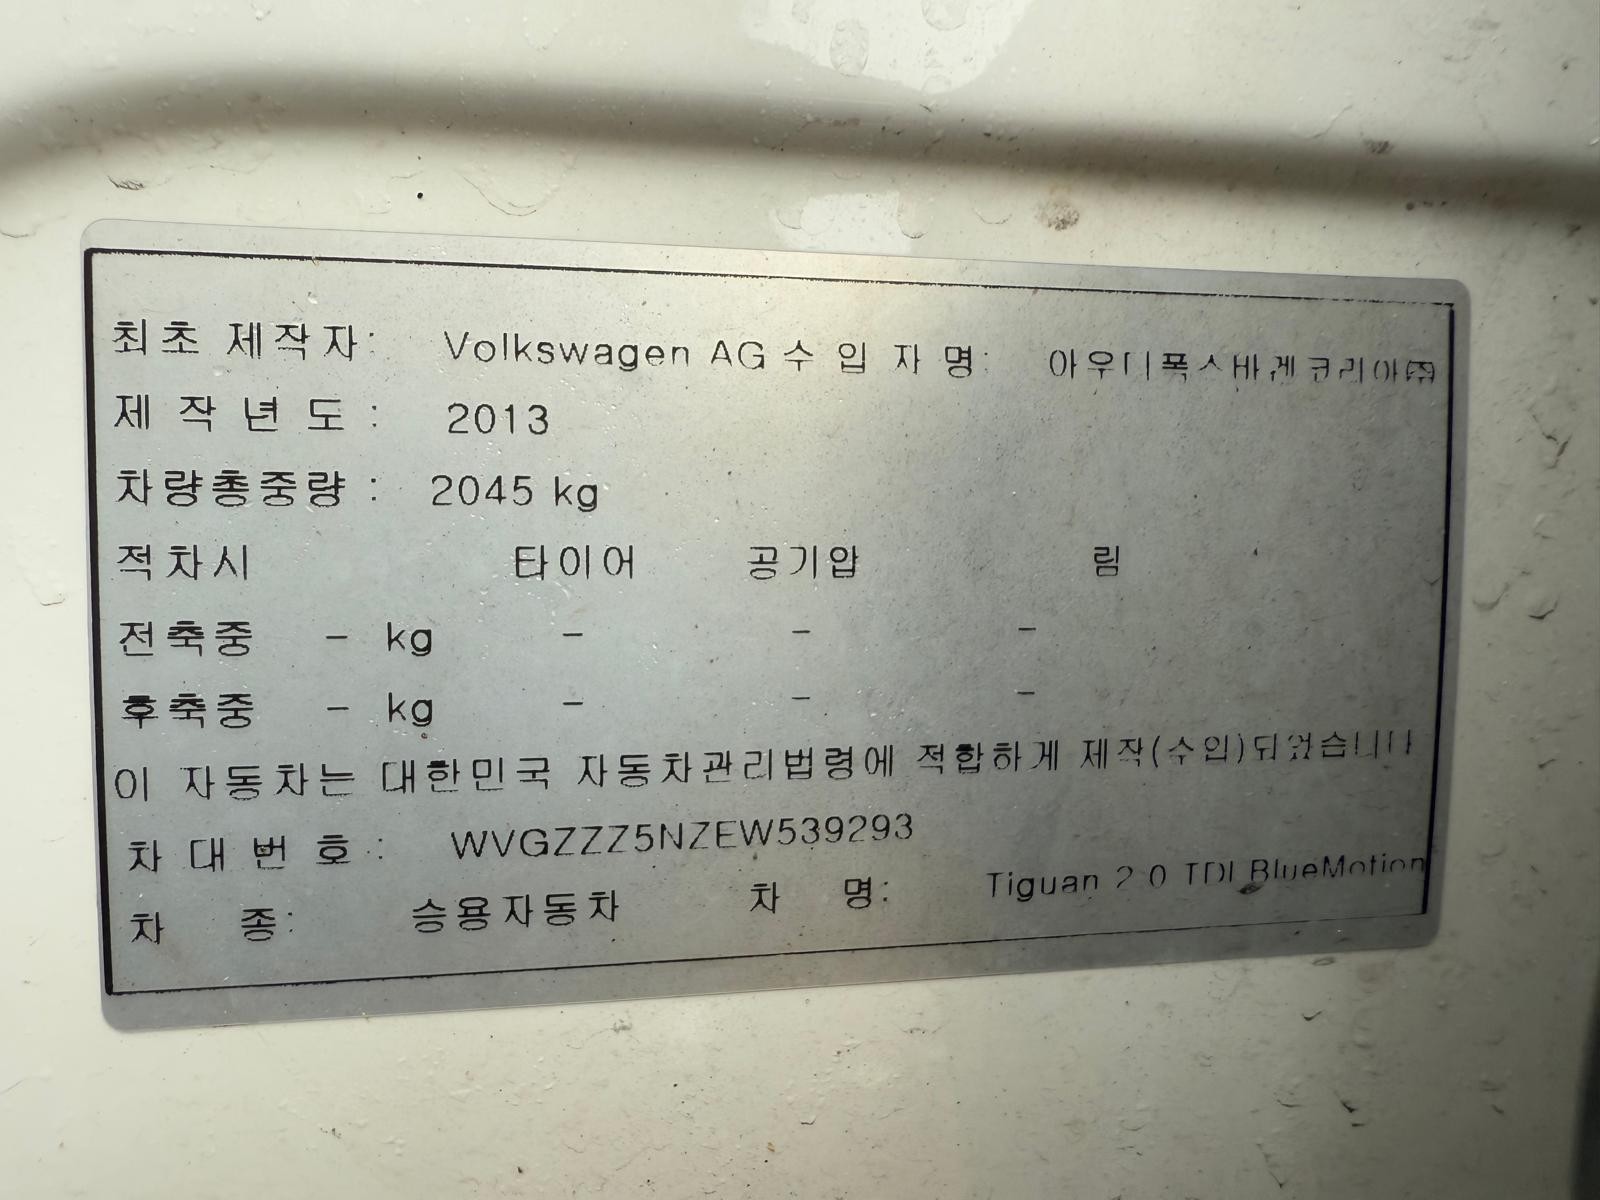 최초 제작자: Volkswagen AG 수 입 자 명: 아우디폭스바겐코리아㈜
제 작 년 도 : 2013
차량총중량 : 2045 kg
적차시 타이어 공기압 림
전축중 - kg - - -
후축중 - kg - - -
이 자동차는 대한민국 자동차관리법령에 적합하게 제작(수입)되었습니다
차 대 번 호 : WVGZZZ5NZEW539293
차 종: 승용자동차 차 명: Tiguan 2.0 TDI BlueMotion